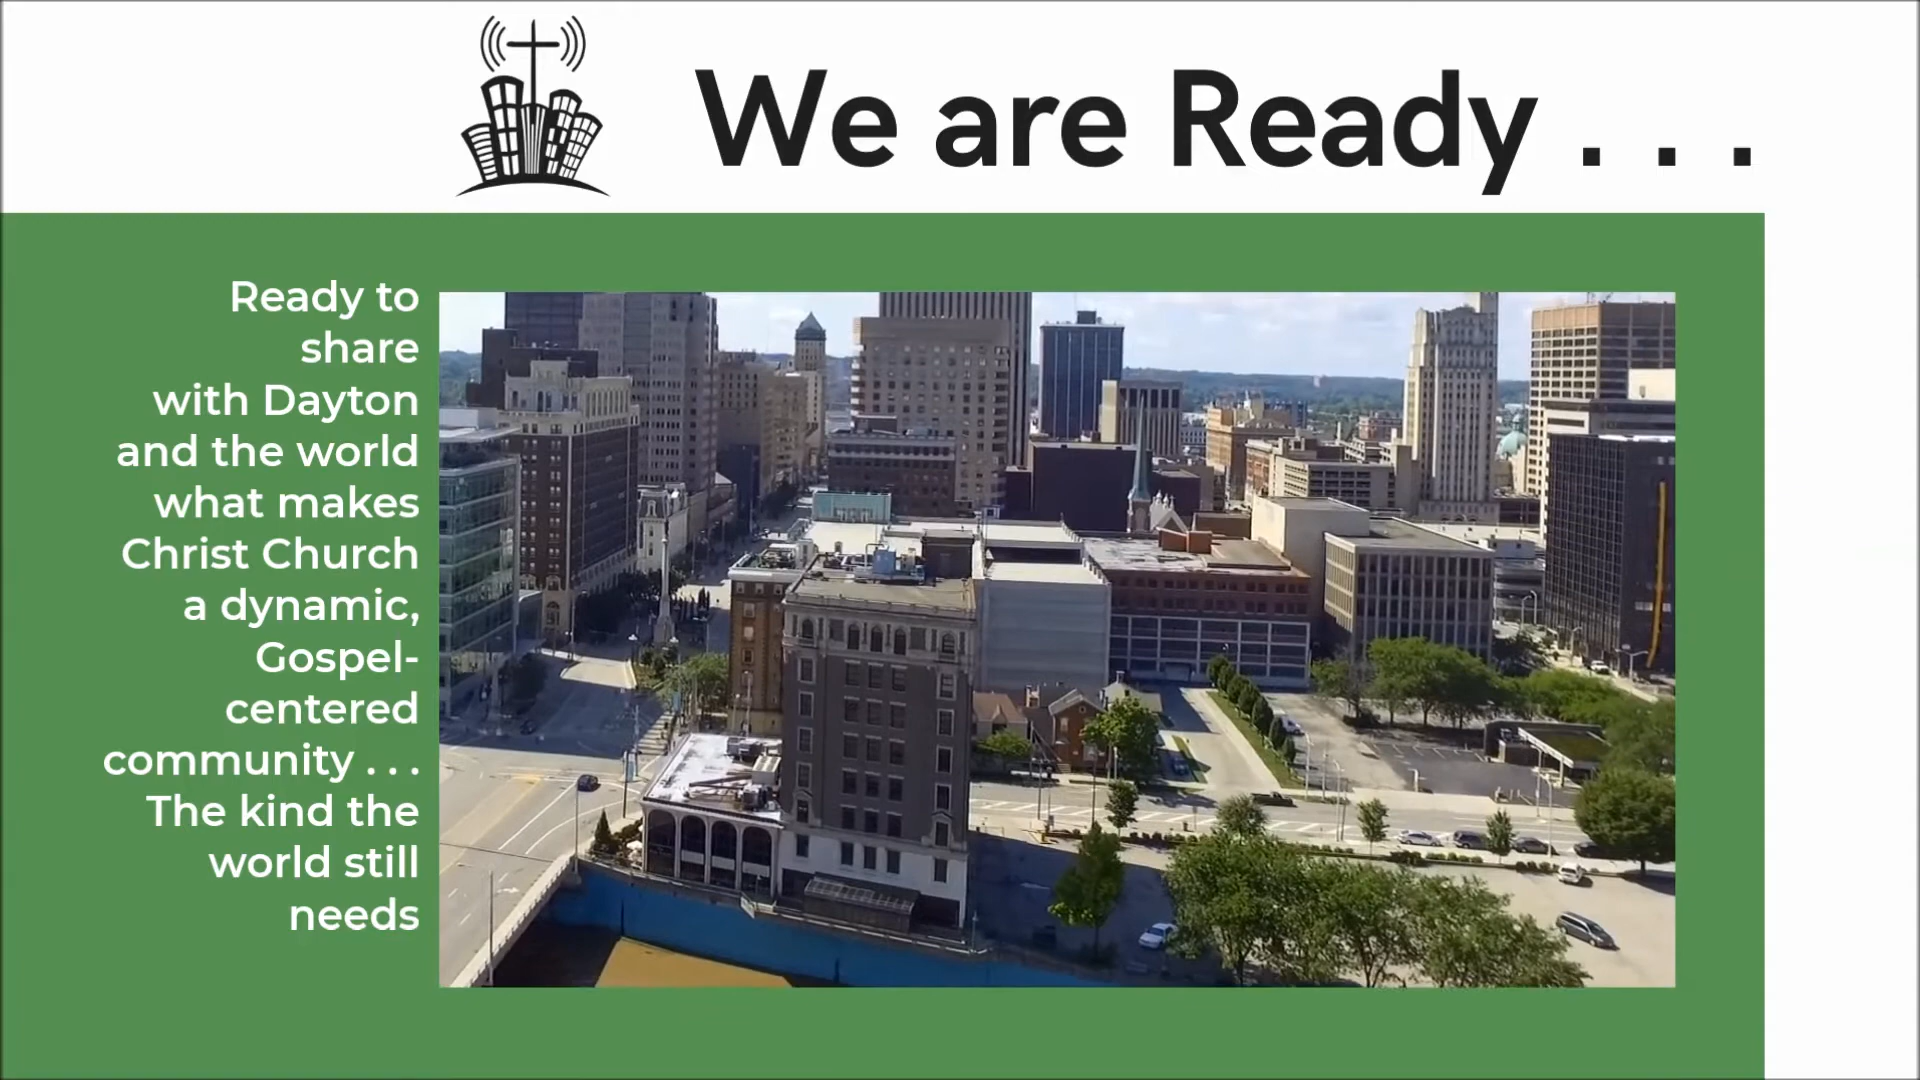 We are Ready . . .
Ready to
share
with Dayton
and the world
what makes
Christ Church
a dynamic,
Gospel-
centered
community . . .
The kind the
world still
needs